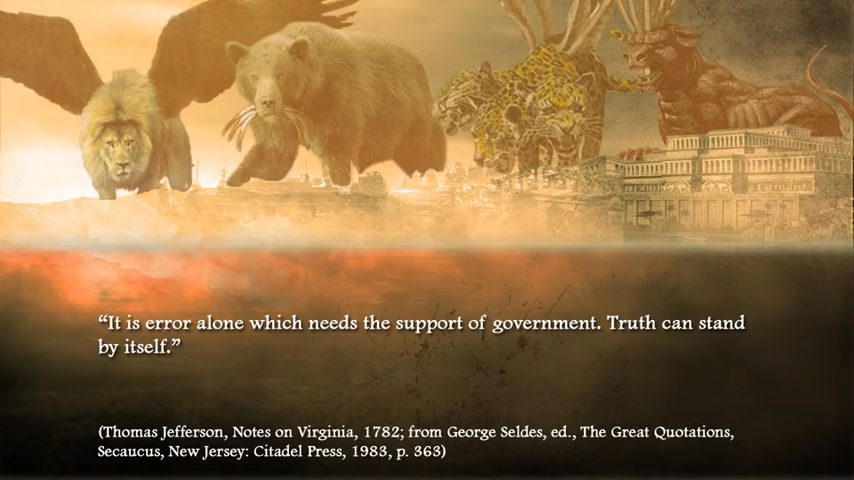 “It is error alone which needs the support of government. Truth can stand
by itself.”
(Thomas Jefferson, Notes on Virginia, 1782; from George Seldes, ed., The Great Quotations,
Secaucus, New Jersey: Citadel Press, 1983, p. 363)